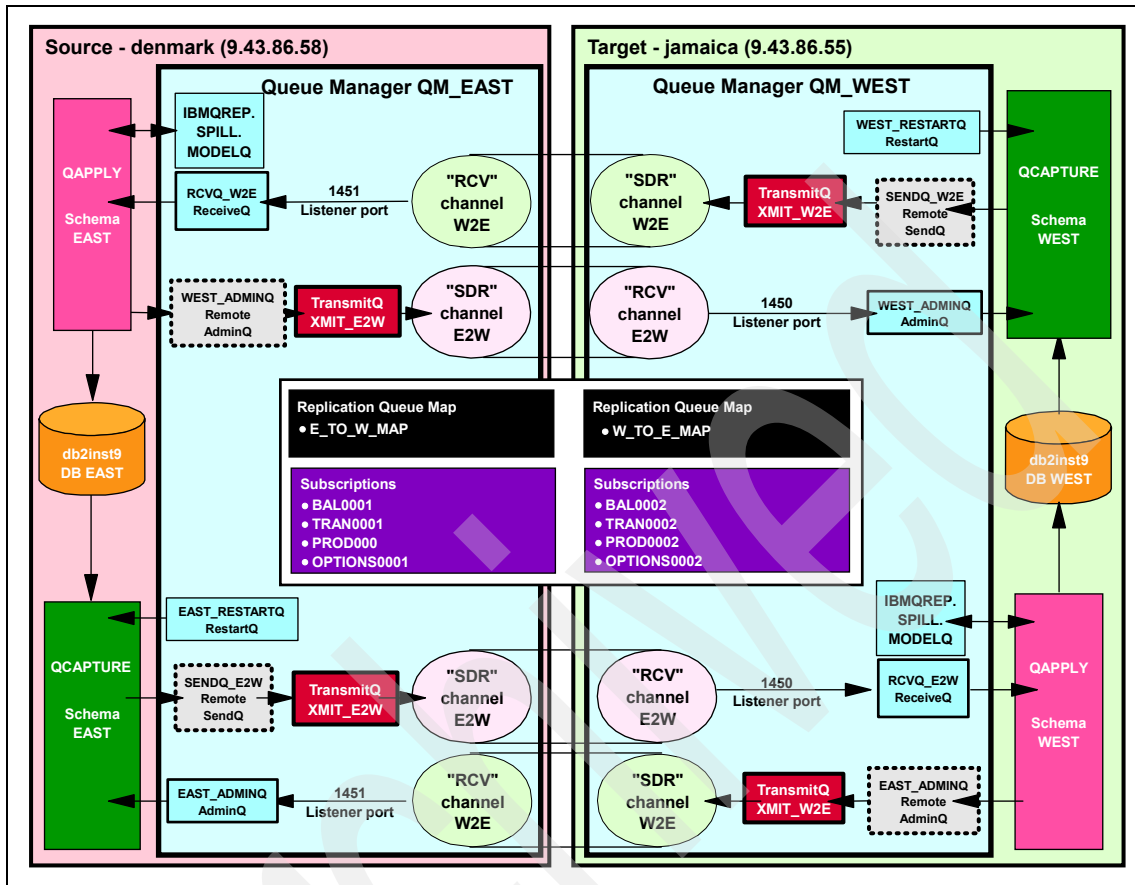 Source - denmark (9.43.86.58)
Queue Manager QM_EAST
IBMQREP.
SPILL.
MODELQ
QAPPLY
Schema
EAST
RCVQ_W2E
ReceiveQ
1451
Listener port
"RCV"
channel
W2E
WEST_ADMINQ
Remote
AdminQ
TransmitQ
XMIT_E2W
"SDR"
channel
E2W
db2inst9
DB EAST
Target - jamaica (9.43.86.55)
Queue Manager QM_WEST
WEST_RESTARTQ
RestartQ
"SDR"
channel
W2E
TransmitQ
XMIT_W2E
SENDQ_W2E
Remote
SendQ
QCAPTURE
Schema
WEST
"RCV"
channel
E2W
1450
Listener port
WEST_ADMINQ
AdminQ
db2inst9
DB WEST
Replication Queue Map
● E_TO_W_MAP
Replication Queue Map
● W_TO_E_MAP
Subscriptions
● BAL0001
● TRAN0001
● PROD000
● OPTIONS0001
Subscriptions
● BAL0002
● TRAN0002
● PROD0002
● OPTIONS0002
EAST_RESTARTQ
RestartQ
QCAPTURE
Schema
EAST
SENDQ_E2W
Remote
SendQ
TransmitQ
XMIT_E2W
"SDR"
channel
E2W
EAST_ADMINQ
AdminQ
1451
Listener port
"RCV"
channel
W2E
IBMQREP.
SPILL.
MODELQ
"RCV"
channel
E2W
1450
Listener port
RCVQ_E2W
ReceiveQ
QAPPLY
Schema
WEST
"SDR"
channel
W2E
TransmitQ
XMIT_W2E
EAST_ADMINQ
Remote
AdminQ